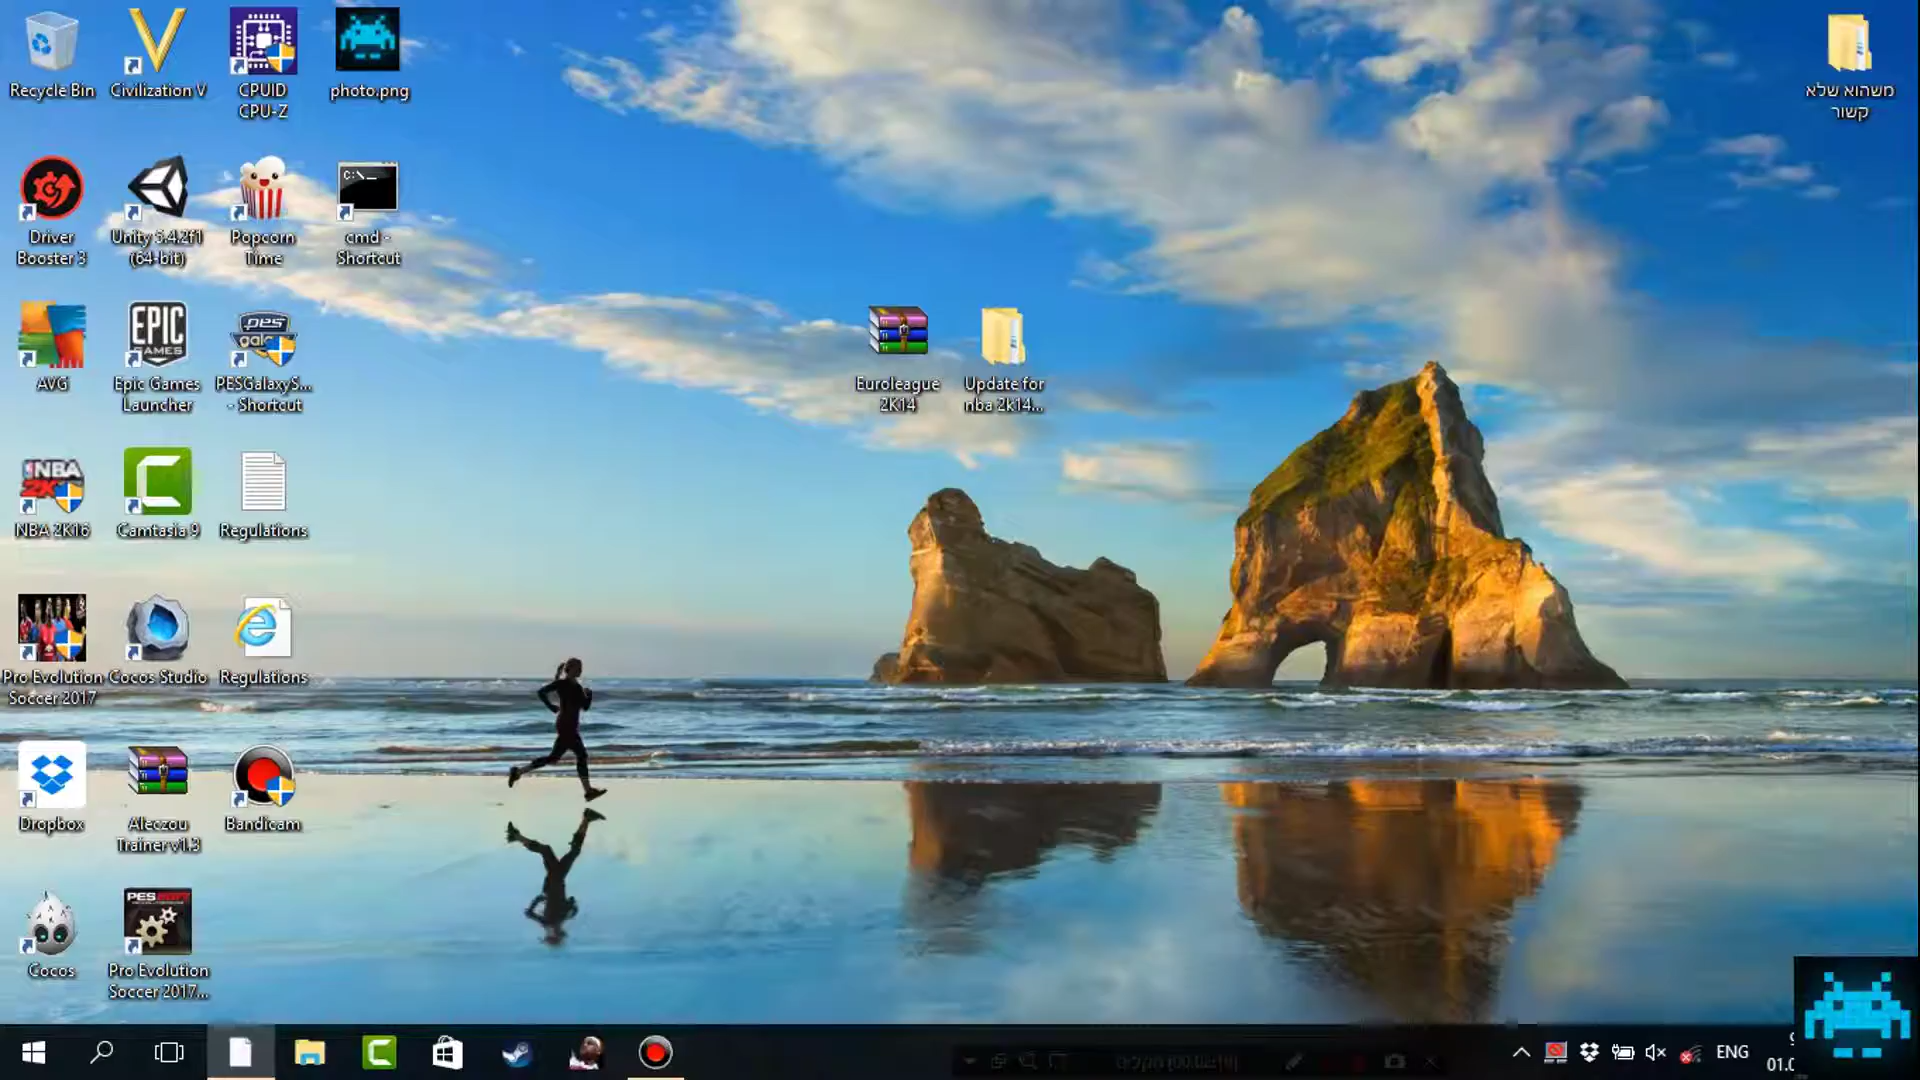 Recycle Bin
Civilization V
CPUID
CPU-Z
photo.png
משהוא שלא
קשור
Driver
Booster 3
Unity 5.4.2f1
(64-bit)
Popcorn
Time
C:\_
cmd -
Shortcut
AVG
EPIC
GAMES
Epic Games
Launcher
pes
PESGalaxyS...
- Shortcut
Euroleague
2K14
Update for
nba 2k14...
NBA
NBA 2K16
Camtasia 9
Regulations
Pro Evolution
Soccer 2017
Cocos Studio
Regulations
Dropbox
Aleczou
Trainer v1.3
Bandicam
Cocos
PES 2017
Pro Evolution
Soccer 2017...
ENG